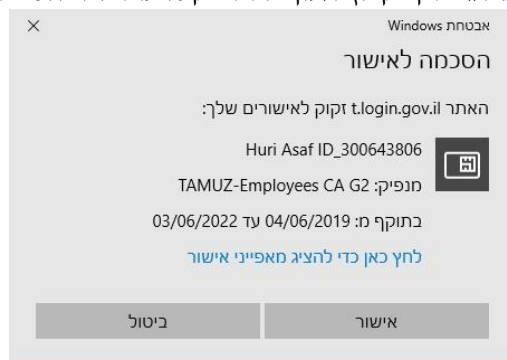 אבטחת Windows
הסכמה לאישור
האתר t.login.gov.il זקוק לאישורים שלך:
Huri Asaf ID_300643806
מנפיק: TAMUZ-Employees CA G2
בתוקף מ: 04/06/2019 עד 03/06/2022
לחץ כאן כדי להציג מאפייני אישור
אישור
ביטול